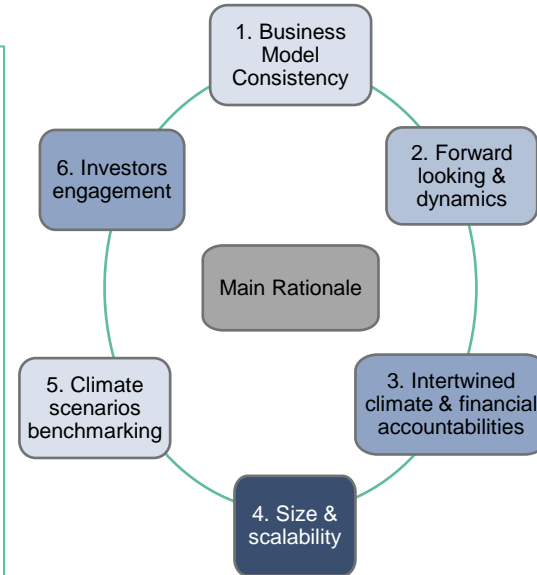 1. Business
Model
Consistency
2. Forward
looking &
dynamics
3. Intertwined
climate & financial
accountabilities
4. Size &
scalability
5. Climate
scenarios
benchmarking
6. Investors
engagement
Main Rationale